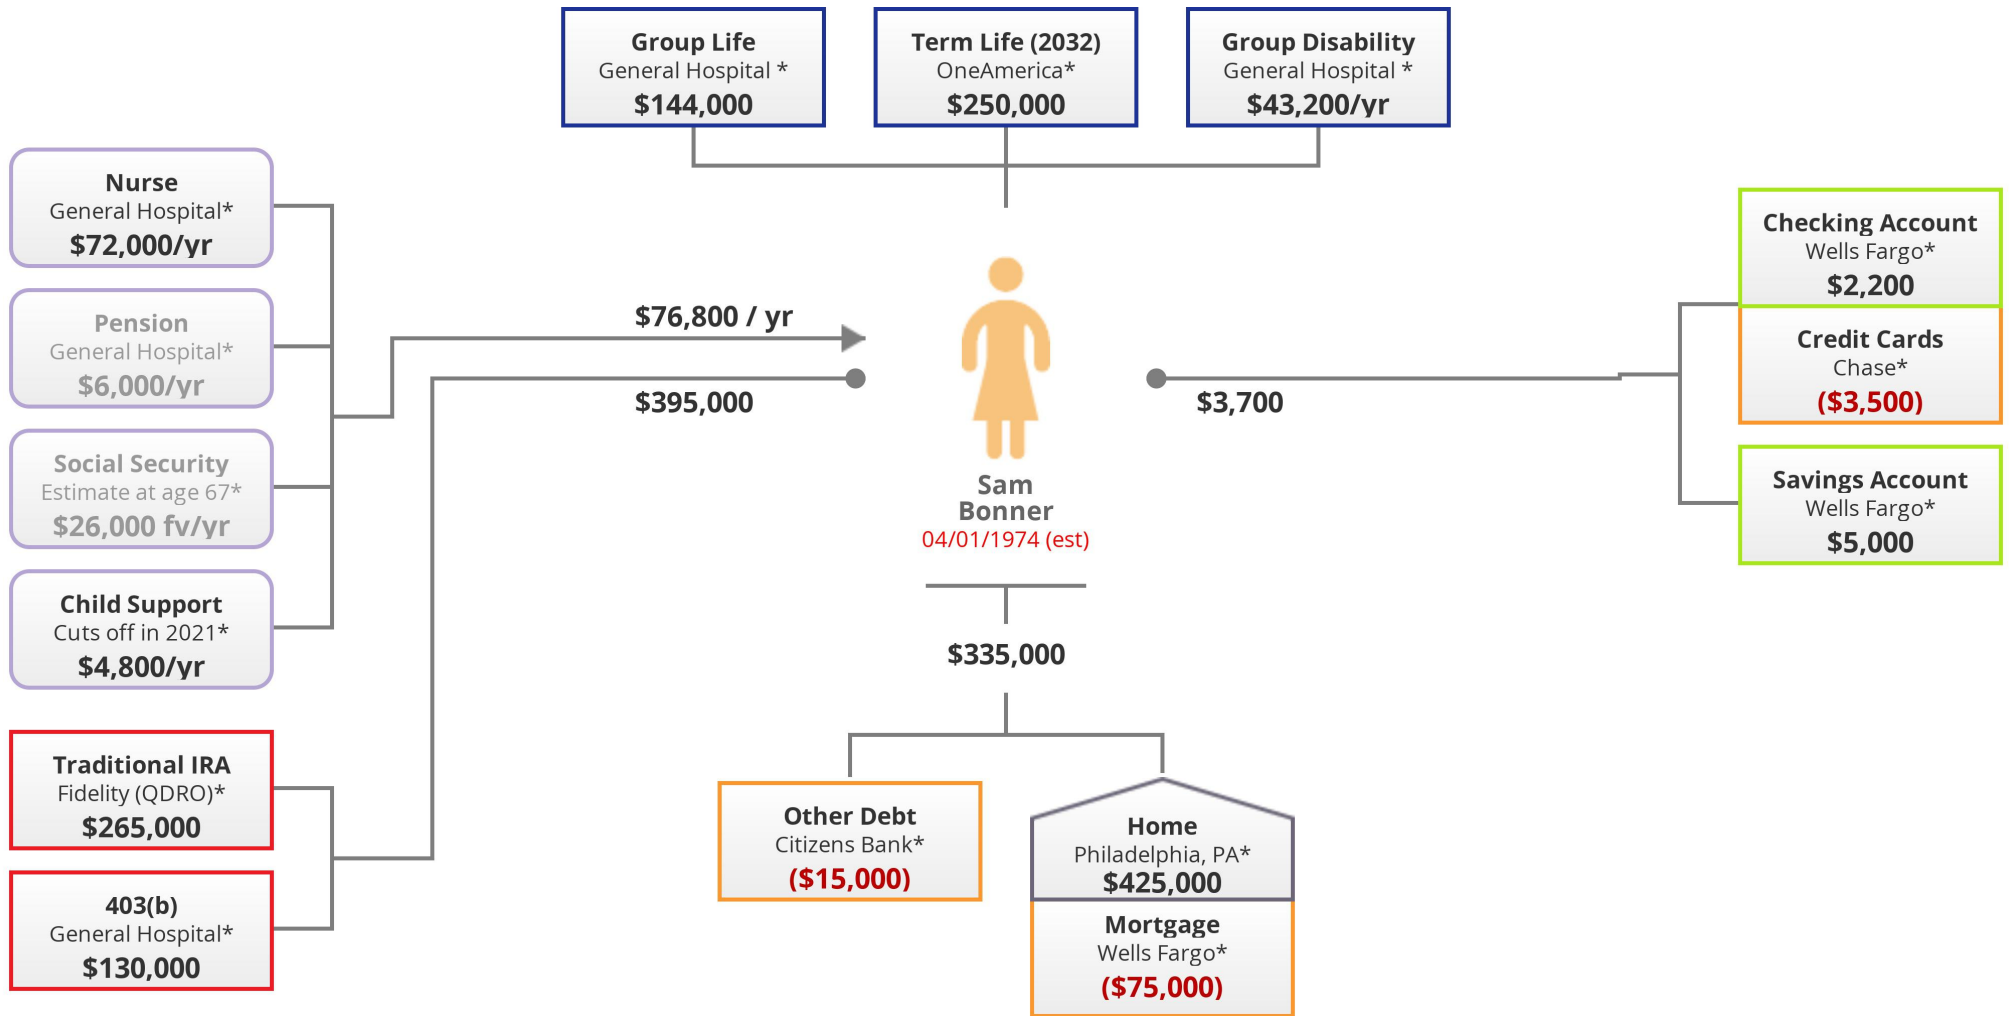 Group Life
General Hospital *
$144,000
Term Life (2032)
OneAmerica*
$250,000
Group Disability
General Hospital *
$43,200/yr
Nurse
General Hospital*
$72,000/yr
Pension
General Hospital*
$6,000/yr
Social Security
Estimate at age 67*
$26,000 fv/yr
Child Support
Cuts off in 2021*
$4,800/yr
Traditional IRA
Fidelity (QDRO)*
$265,000
403(b)
General Hospital*
$130,000
$76,800 / yr
$395,000
Sam
Bonner
04/01/1974 (est)
$335,000
Other Debt
Citizens Bank*
($15,000)
Home
Philadelphia, PA*
$425,000
Mortgage
Wells Fargo*
($75,000)
$3,700
Checking Account
Wells Fargo*
$2,200
Credit Cards
Chase*
($3,500)
Savings Account
Wells Fargo*
$5,000